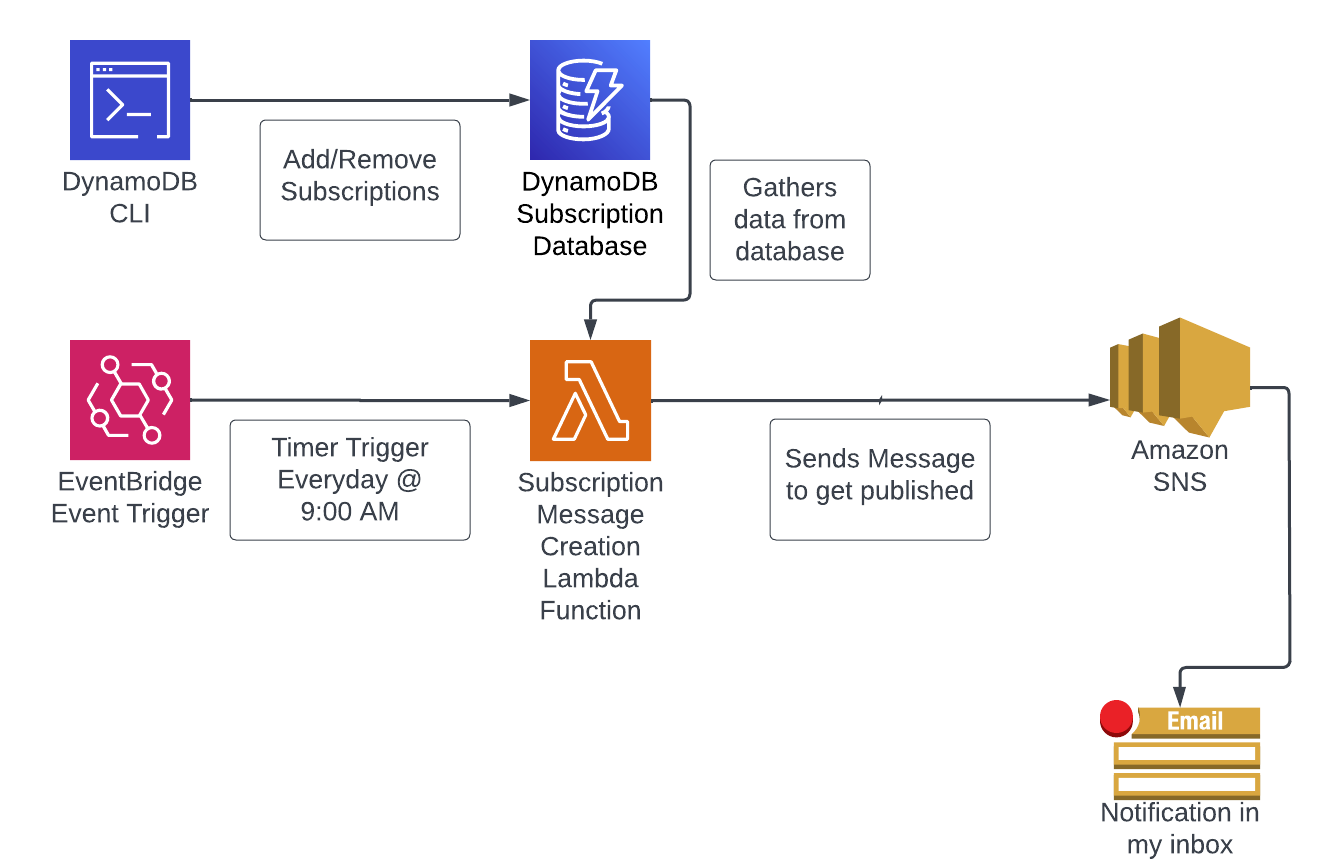 DynamoDB
CLI
Add/Remove
Subscriptions
DynamoDB
Subscription
Database
Gathers
data from
database
EventBridge
Event Trigger
Timer Trigger
Everyday @
9:00 AM
Subscription
Message
Creation
Lambda
Function
Sends Message
to get published
Amazon
SNS
Email
Notification in
my inbox